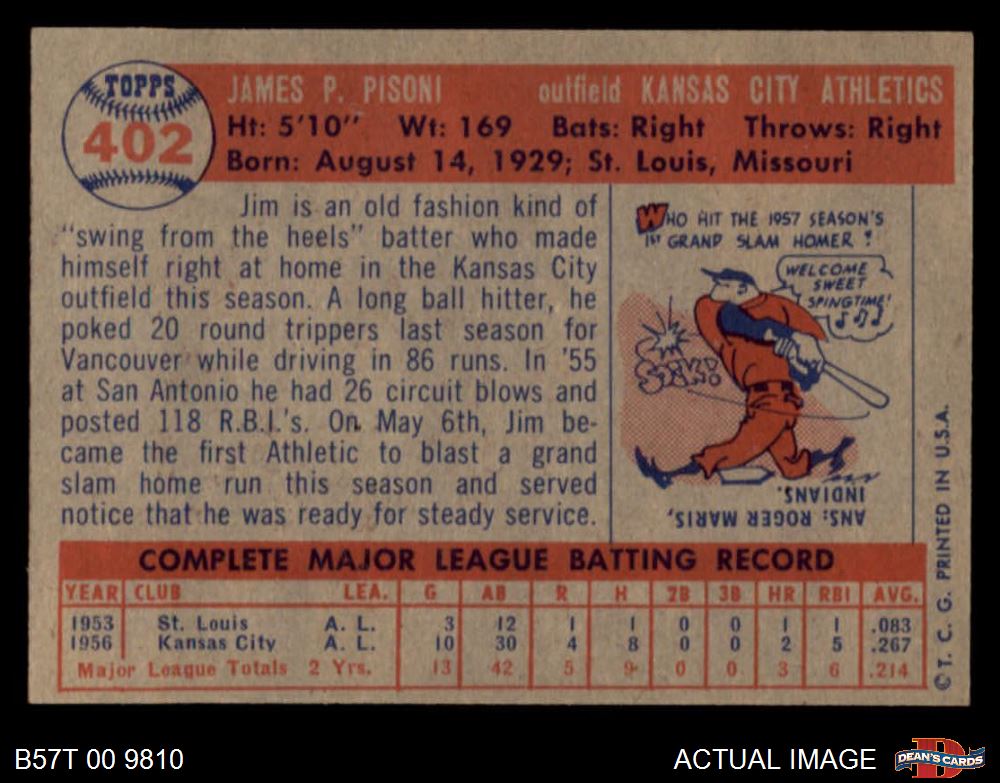 TOPPS
402
JAMES P. PISONI outfield KANSAS CITY ATHLETICS
Ht: 5'10" Wt: 169 Bats: Right Throws: Right
Born: August 14, 1929; St. Louis, Missouri
Jim is an old fashion kind of
"swing from the heels" batter who made
himself right at home in the Kansas City
outfield this season. A long ball hitter, he
poked 20 round trippers last season for
Vancouver while driving in 86 runs. In '55
at San Antonio he had 26 circuit blows and
posted 118 R.B.I.'s. On May 6th, Jim be-
came the first Athletic to blast a grand
slam home run this season and served
notice that he was ready for steady service.
WHO HIT THE 1957 SEASON'S
1ST GRAND SLAM HOMER ?
WELCOME
SWEET
SPINGTIME!
SOCK!
ANS: ROGER MARIS,
INDIANS.
COMPLETE MAJOR LEAGUE BATTING RECORD
YEAR CLUB LEA. G AB R H 2B 3B HR RBI AVG.
1953 St. Louis A. L. 3 12 1 1 0 0 1 1 .083
1956 Kansas City A. L. 10 30 4 8 0 0 2 5 .267
Major League Totals 2 Yrs. 13 42 5 9 0 0 3 6 .214
© T. C. G. PRINTED IN U.S.A.
B57T 00 9810
ACTUAL IMAGE
D
DEAN'S CARDS